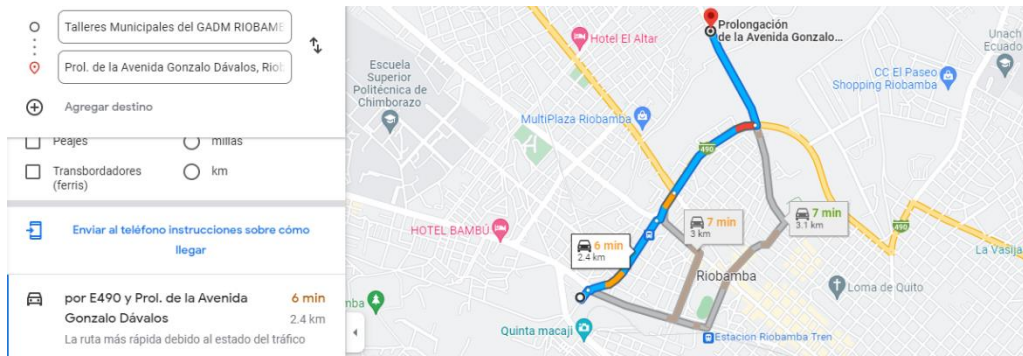 Talleres Municipales del GADM RIOBAMB
Prol. de la Avenida Gonzalo Dávalos, Riob
Agregar destino
Peajes
millas
Transbordadores
(ferris)
km
Enviar al teléfono instrucciones sobre cómo
llegar
por E490 y Prol. de la Avenida
Gonzalo Dávalos
6 min
2.4 km
La ruta más rápida debido al estado del tráfico
Prolongación
de la Avenida Gonzalo...
Hotel El Altar
Unach
Ecuado
CC El Paseo
Shopping Riobamba
Escuela
Superior
Politécnica de
Chimborazo
MultiPlaza Riobamba
490
HOTEL BAMBÚ
7 min
3 km
7 min
3.1 km
6 min
2.4 km
490
La Vasija
Riobamba
Loma de Quito
mba
Quinta macaji
Estacion Riobamba Tren